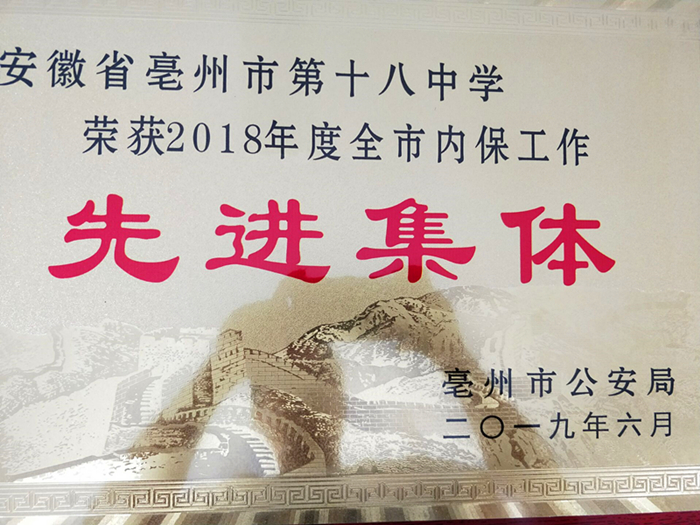 安徽省亳州市第十八中学
荣获2018年度全市内保工作
先进集体
亳州市公安局
二〇一九年六月